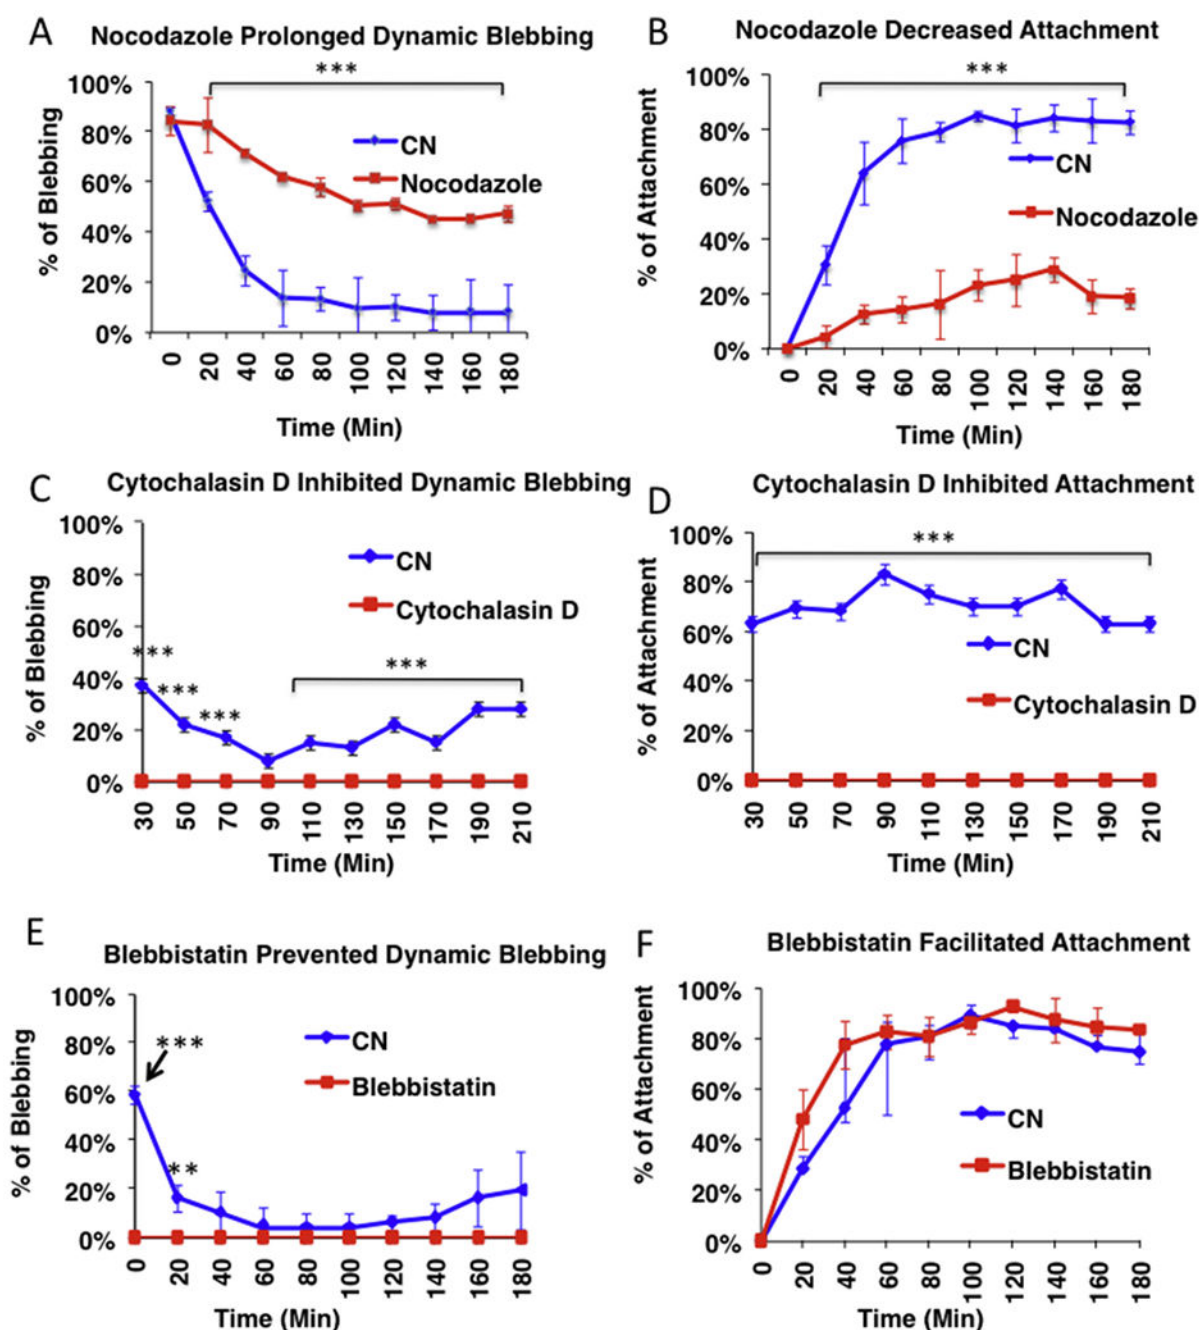 A
Nocodazole Prolonged Dynamic Blebbing
% of Blebbing
100%
80%
60%
40%
20%
0%
***
CN
Nocodazole
0 20 40 60 80 100 120 140 160 180
Time (Min)
B
Nocodazole Decreased Attachment
% of Attachment
100%
80%
60%
40%
20%
0%
***
CN
Nocodazole
0 20 40 60 80 100 120 140 160 180
Time (Min)
C
Cytochalasin D Inhibited Dynamic Blebbing
% of Blebbing
100%
80%
60%
40%
20%
0%
CN
Cytochalasin D
***
***
***
***
30 50 70 90 110 130 150 170 190 210
Time (Min)
D
Cytochalasin D Inhibited Attachment
% of Attachment
100%
80%
60%
40%
20%
0%
***
CN
Cytochalasin D
30 50 70 90 110 130 150 170 190 210
Time (Min)
E
Blebbistatin Prevented Dynamic Blebbing
% of Blebbing
100%
80%
60%
40%
20%
0%
***
**
CN
Blebbistatin
0 20 40 60 80 100 120 140 160 180
Time (Min)
F
Blebbistatin Facilitated Attachment
% of Attachment
100%
80%
60%
40%
20%
0%
CN
Blebbistatin
0 20 40 60 80 100 120 140 160 180
Time (Min)